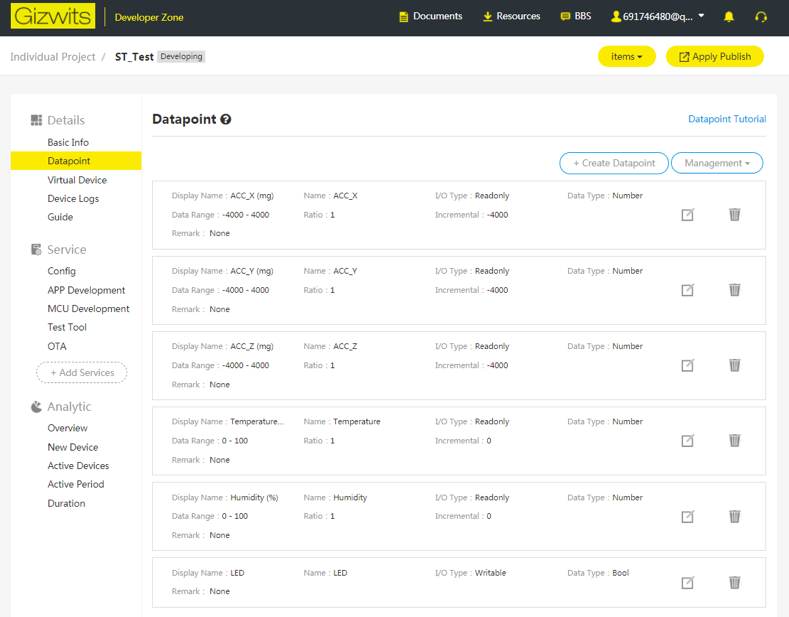 Gizwits Developer Zone Documents Resources BBS 691746480@q...
Individual Project / ST_Test Developing items Apply Publish
Details
Basic Info
Datapoint
Virtual Device
Device Logs
Guide
Service
Config
APP Development
MCU Development
Test Tool
OTA
+ Add Services
Analytic
Overview
New Device
Active Devices
Active Period
Duration
Datapoint ? Datapoint Tutorial
+ Create Datapoint Management
Display Name : ACC_X (mg) Name : ACC_X I/O Type : Readonly Data Type : Number
Data Range : -4000 - 4000 Ratio : 1 Incremental : -4000
Remark : None
Display Name : ACC_Y (mg) Name : ACC_Y I/O Type : Readonly Data Type : Number
Data Range : -4000 - 4000 Ratio : 1 Incremental : -4000
Remark : None
Display Name : ACC_Z (mg) Name : ACC_Z I/O Type : Readonly Data Type : Number
Data Range : -4000 - 4000 Ratio : 1 Incremental : -4000
Remark : None
Display Name : Temperature... Name : Temperature I/O Type : Readonly Data Type : Number
Data Range : 0 - 100 Ratio : 1 Incremental : 0
Remark : None
Display Name : Humidity (%) Name : Humidity I/O Type : Readonly Data Type : Number
Data Range : 0 - 100 Ratio : 1 Incremental : 0
Remark : None
Display Name : LED Name : LED I/O Type : Writable Data Type : Bool
Remark : None